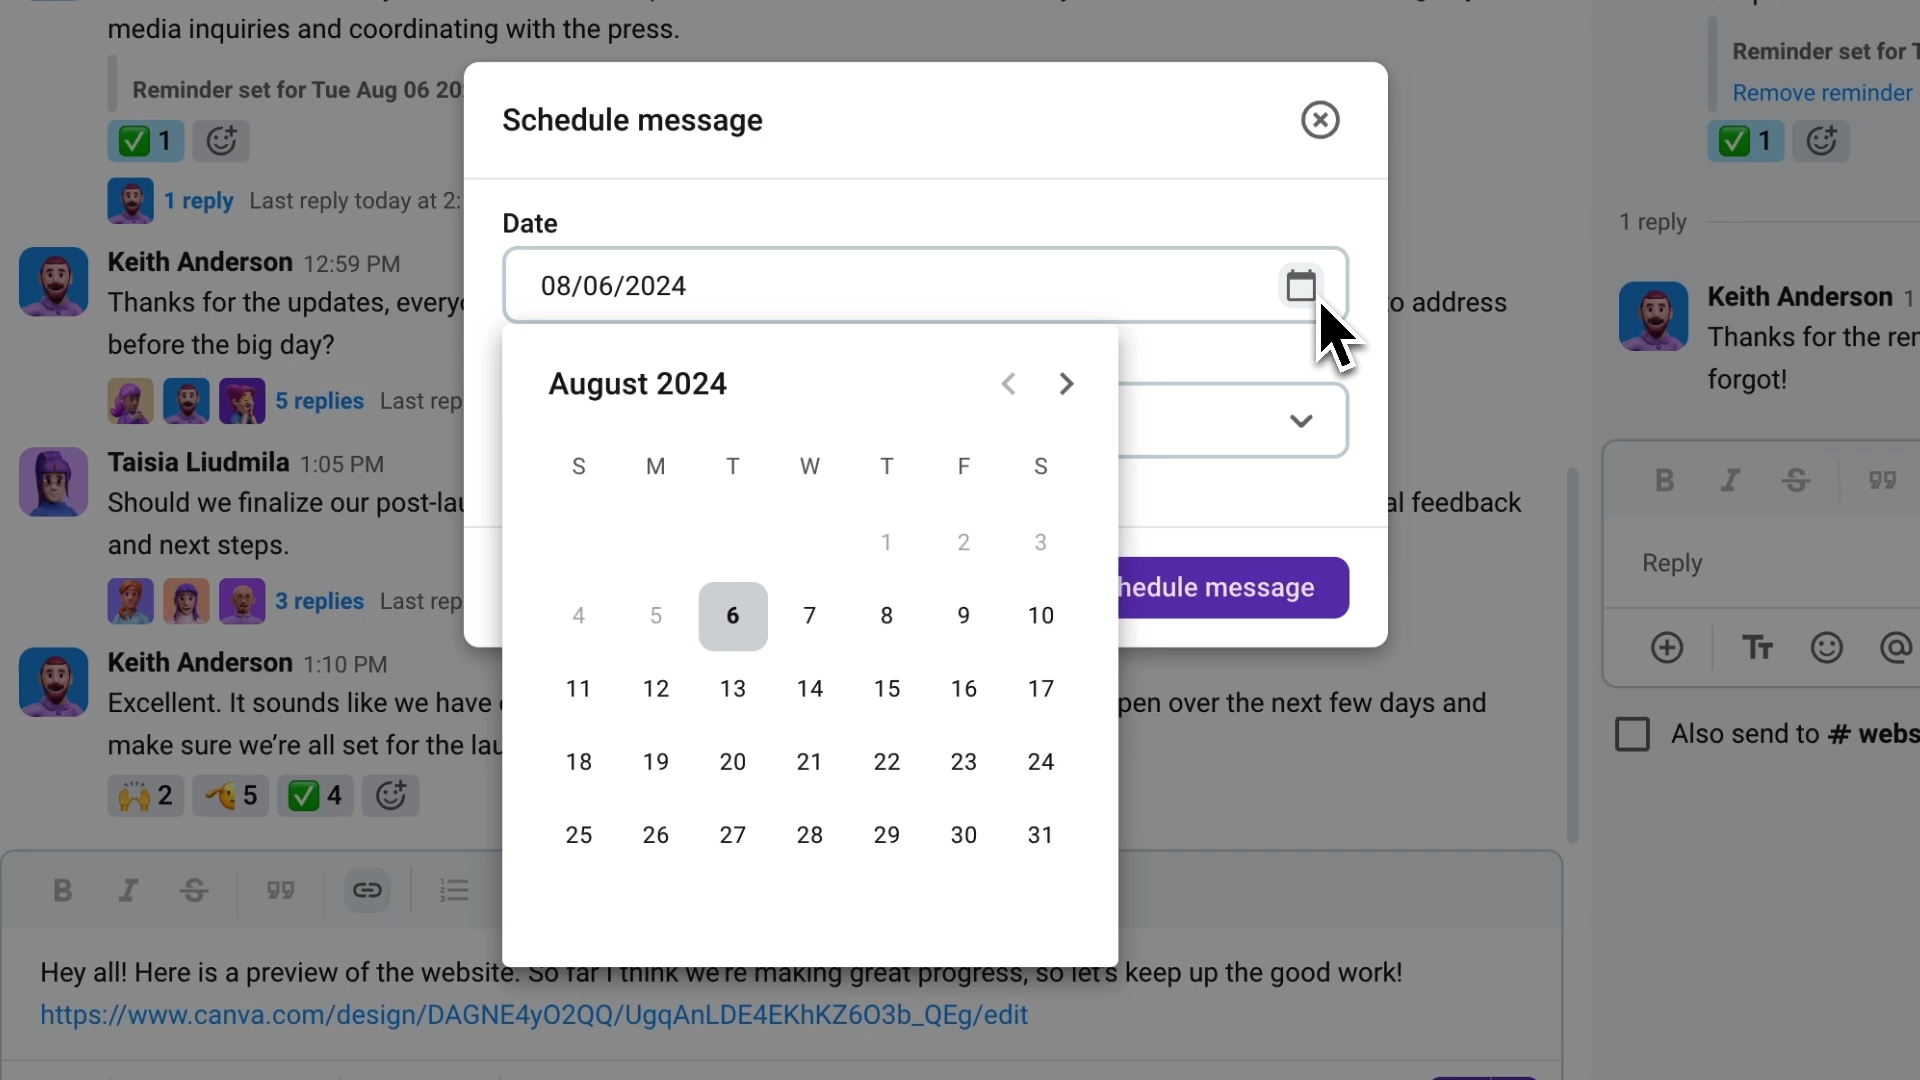 media inquiries and coordinating with the press.
Reminder set for Tue Aug 06 20
1
1 reply Last reply today at 2:
Keith Anderson 12:59 PM
Thanks for the updates, everyo
to address
before the big day?
5 replies Last rep
Taisia Liudmila 1:05 PM
Should we finalize our post-lau
al feedback
and next steps.
3 replies Last rep
Keith Anderson 1:10 PM
Excellent. It sounds like we have
pen over the next few days and
make sure we're all set for the lau
2 5 4
B I S
Hey all! Here is a preview of the website. So far I think we're making great progress, so let's keep up the good work!
https://www.canva.com/design/DAGNE4yO2QQ/UgqAnLDE4EKhKZ6O3b_QEg/edit
Schedule message
Date
08/06/2024
August 2024
S M T W T F S
1 2 3
4 5 6 7 8 9 10
11 12 13 14 15 16 17
18 19 20 21 22 23 24
25 26 27 28 29 30 31
hedule message
Reminder set for T
Remove reminder
1
1 reply
Keith Anderson 1
Thanks for the rem
forgot!
B I S
Reply
Tт @
Also send to # webs